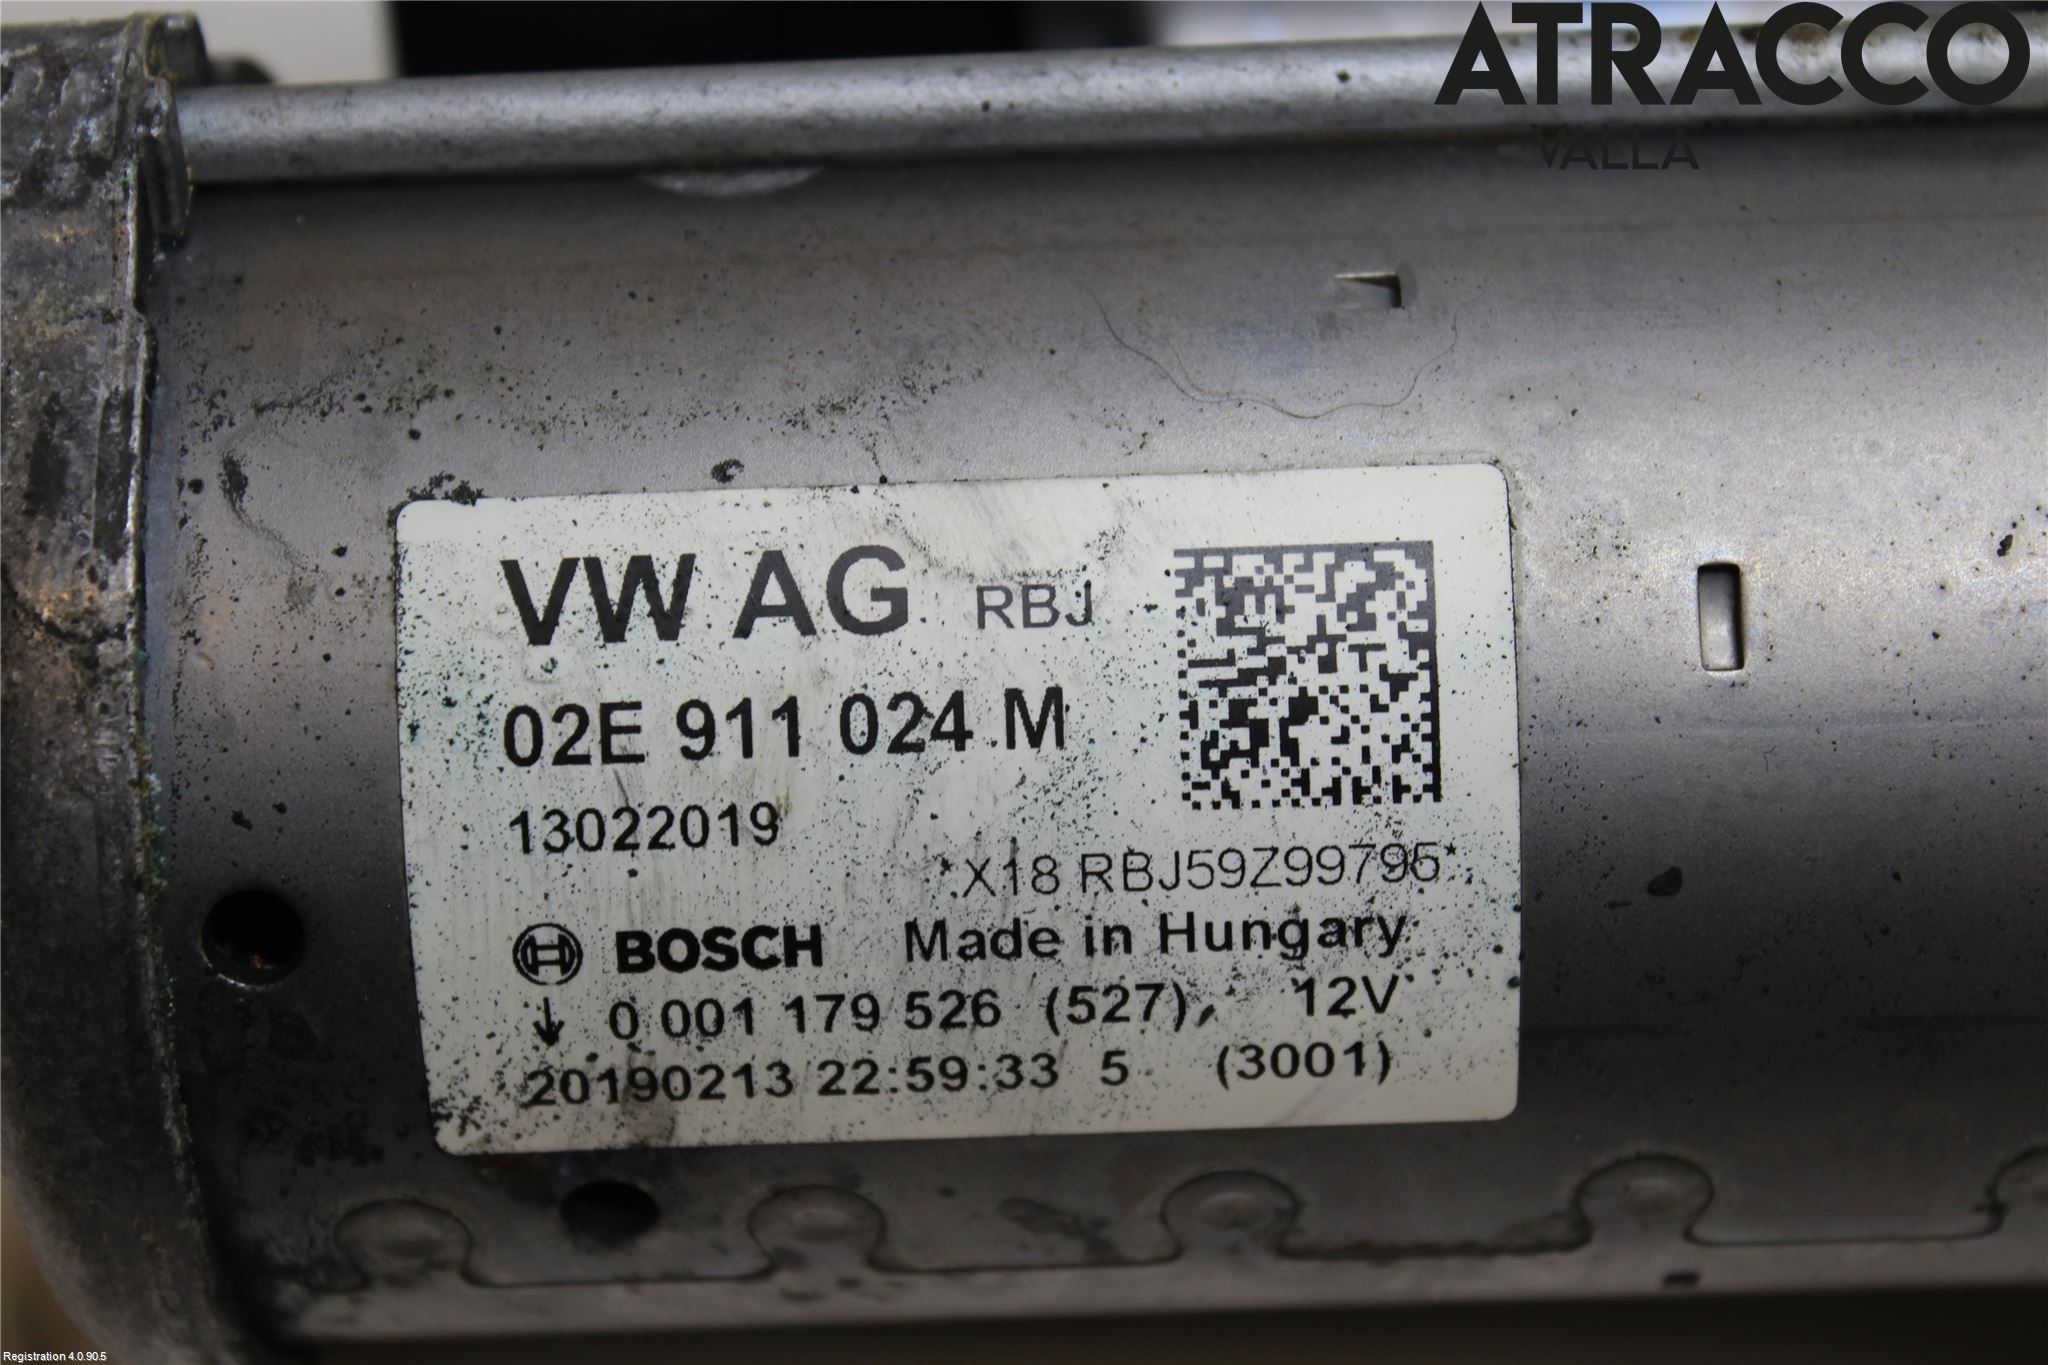 ATRACCO
VALLA
VW AG RBJ
02E 911 024 M
13022019
*X18 RBJ59Z99795*
BOSCH Made in Hungary
0 001 179 526 (527) 12V
20190213 22:59:33 5 (3001)
Registration 4.0.90.5